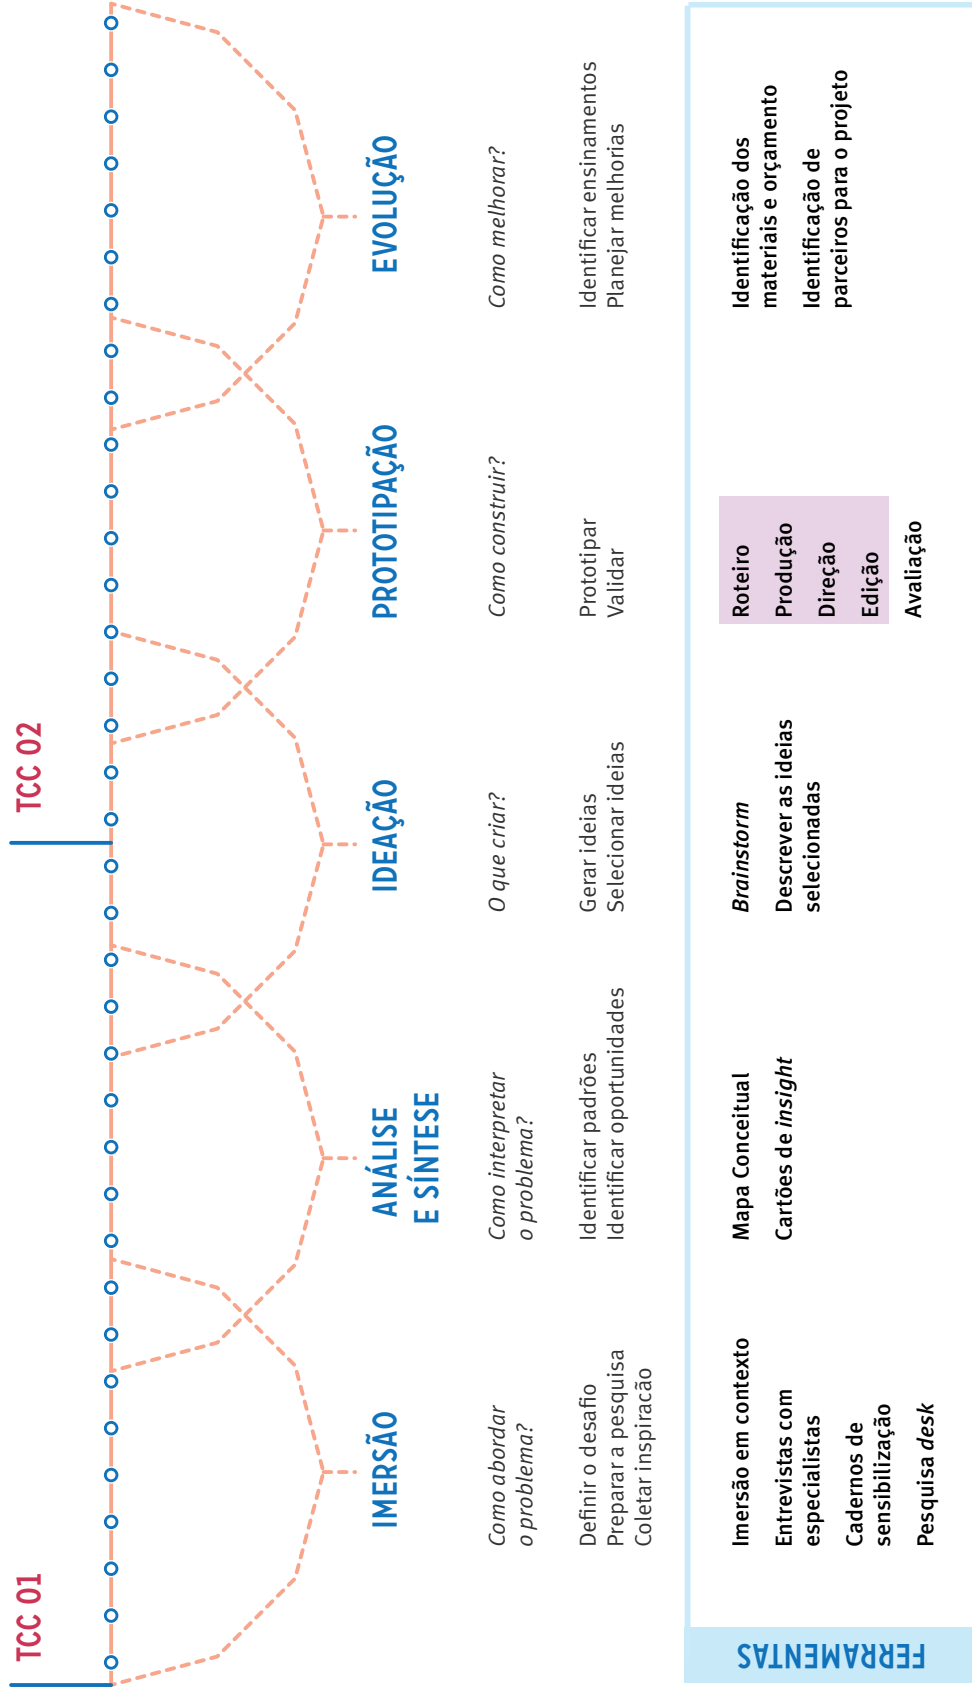 TCC 01
TCC 02
IMERSÃO
Como abordar
o problema?
Definir o desafio
Preparar a pesquisa
Coletar inspiracão
ANÁLISE
E SÍNTESE
Como interpretar
o problema?
Identificar padrões
Identificar oportunidades
IDEAÇÃO
O que criar?
Gerar ideias
Selecionar ideias
PROTOTIPAÇÃO
Como construir?
Prototipar
Validar
EVOLUÇÃO
Como melhorar?
Identificar ensinamentos
Planejar melhorias
FERRAMENTAS
Imersão em contexto
Entrevistas com
especialistas
Cadernos de
sensibilização
Pesquisa desk
Mapa Conceitual
Cartões de insight
Brainstorm
Descrever as ideias
selecionadas
Roteiro
Produção
Direção
Edição
Avaliação
Identificação dos
materiais e orçamento
Identificação de
parceiros para o projeto